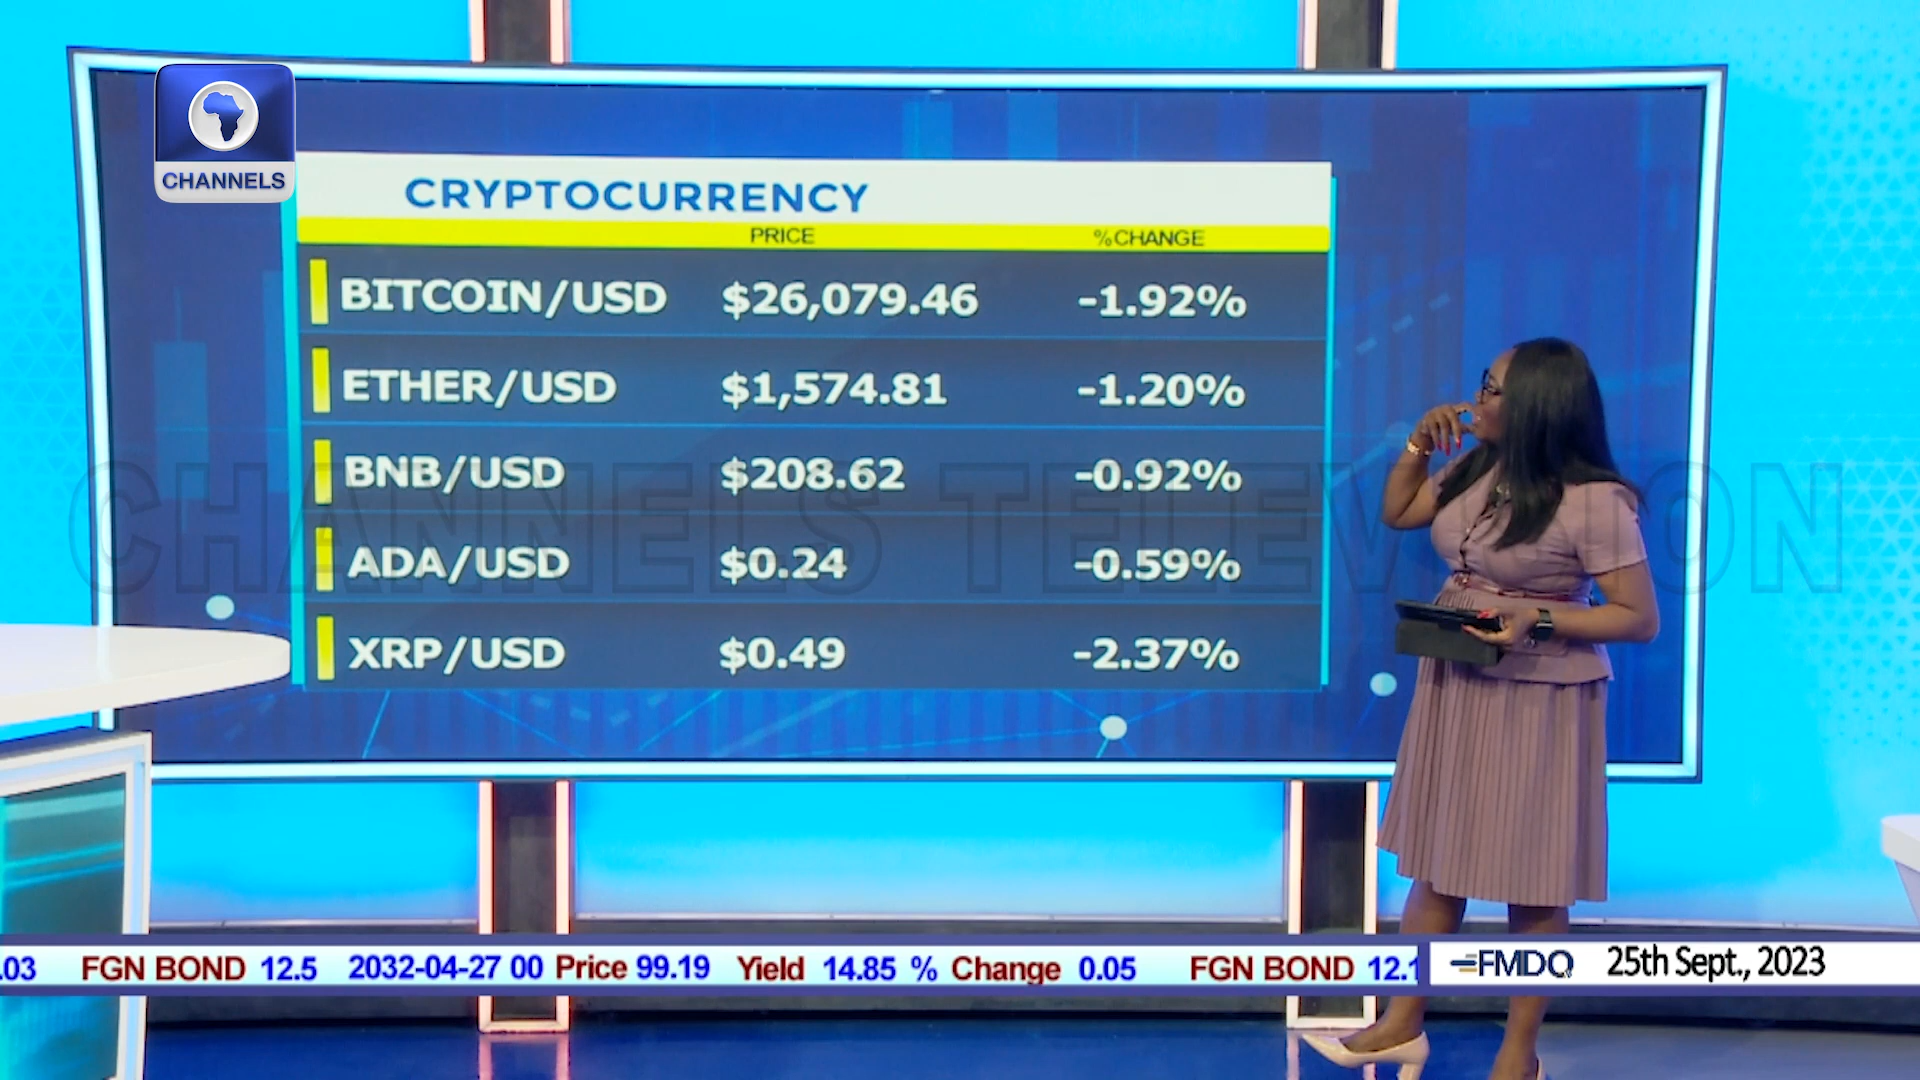 CHANNELS
CRYPTOCURRENCY
PRICE %CHANGE
BITCOIN/USD $26,079.46 -1.92%
ETHER/USD $1,574.81 -1.20%
BNB/USD $208.62 -0.92%
ADA/USD $0.24 -0.59%
XRP/USD $0.49 -2.37%
CHANNELS TELEVISION
.03 FGN BOND 12.5 2032-04-27 00 Price 99.19 Yield 14.85 % Change 0.05 FGN BOND 12.1
FMDQ 25th Sept., 2023